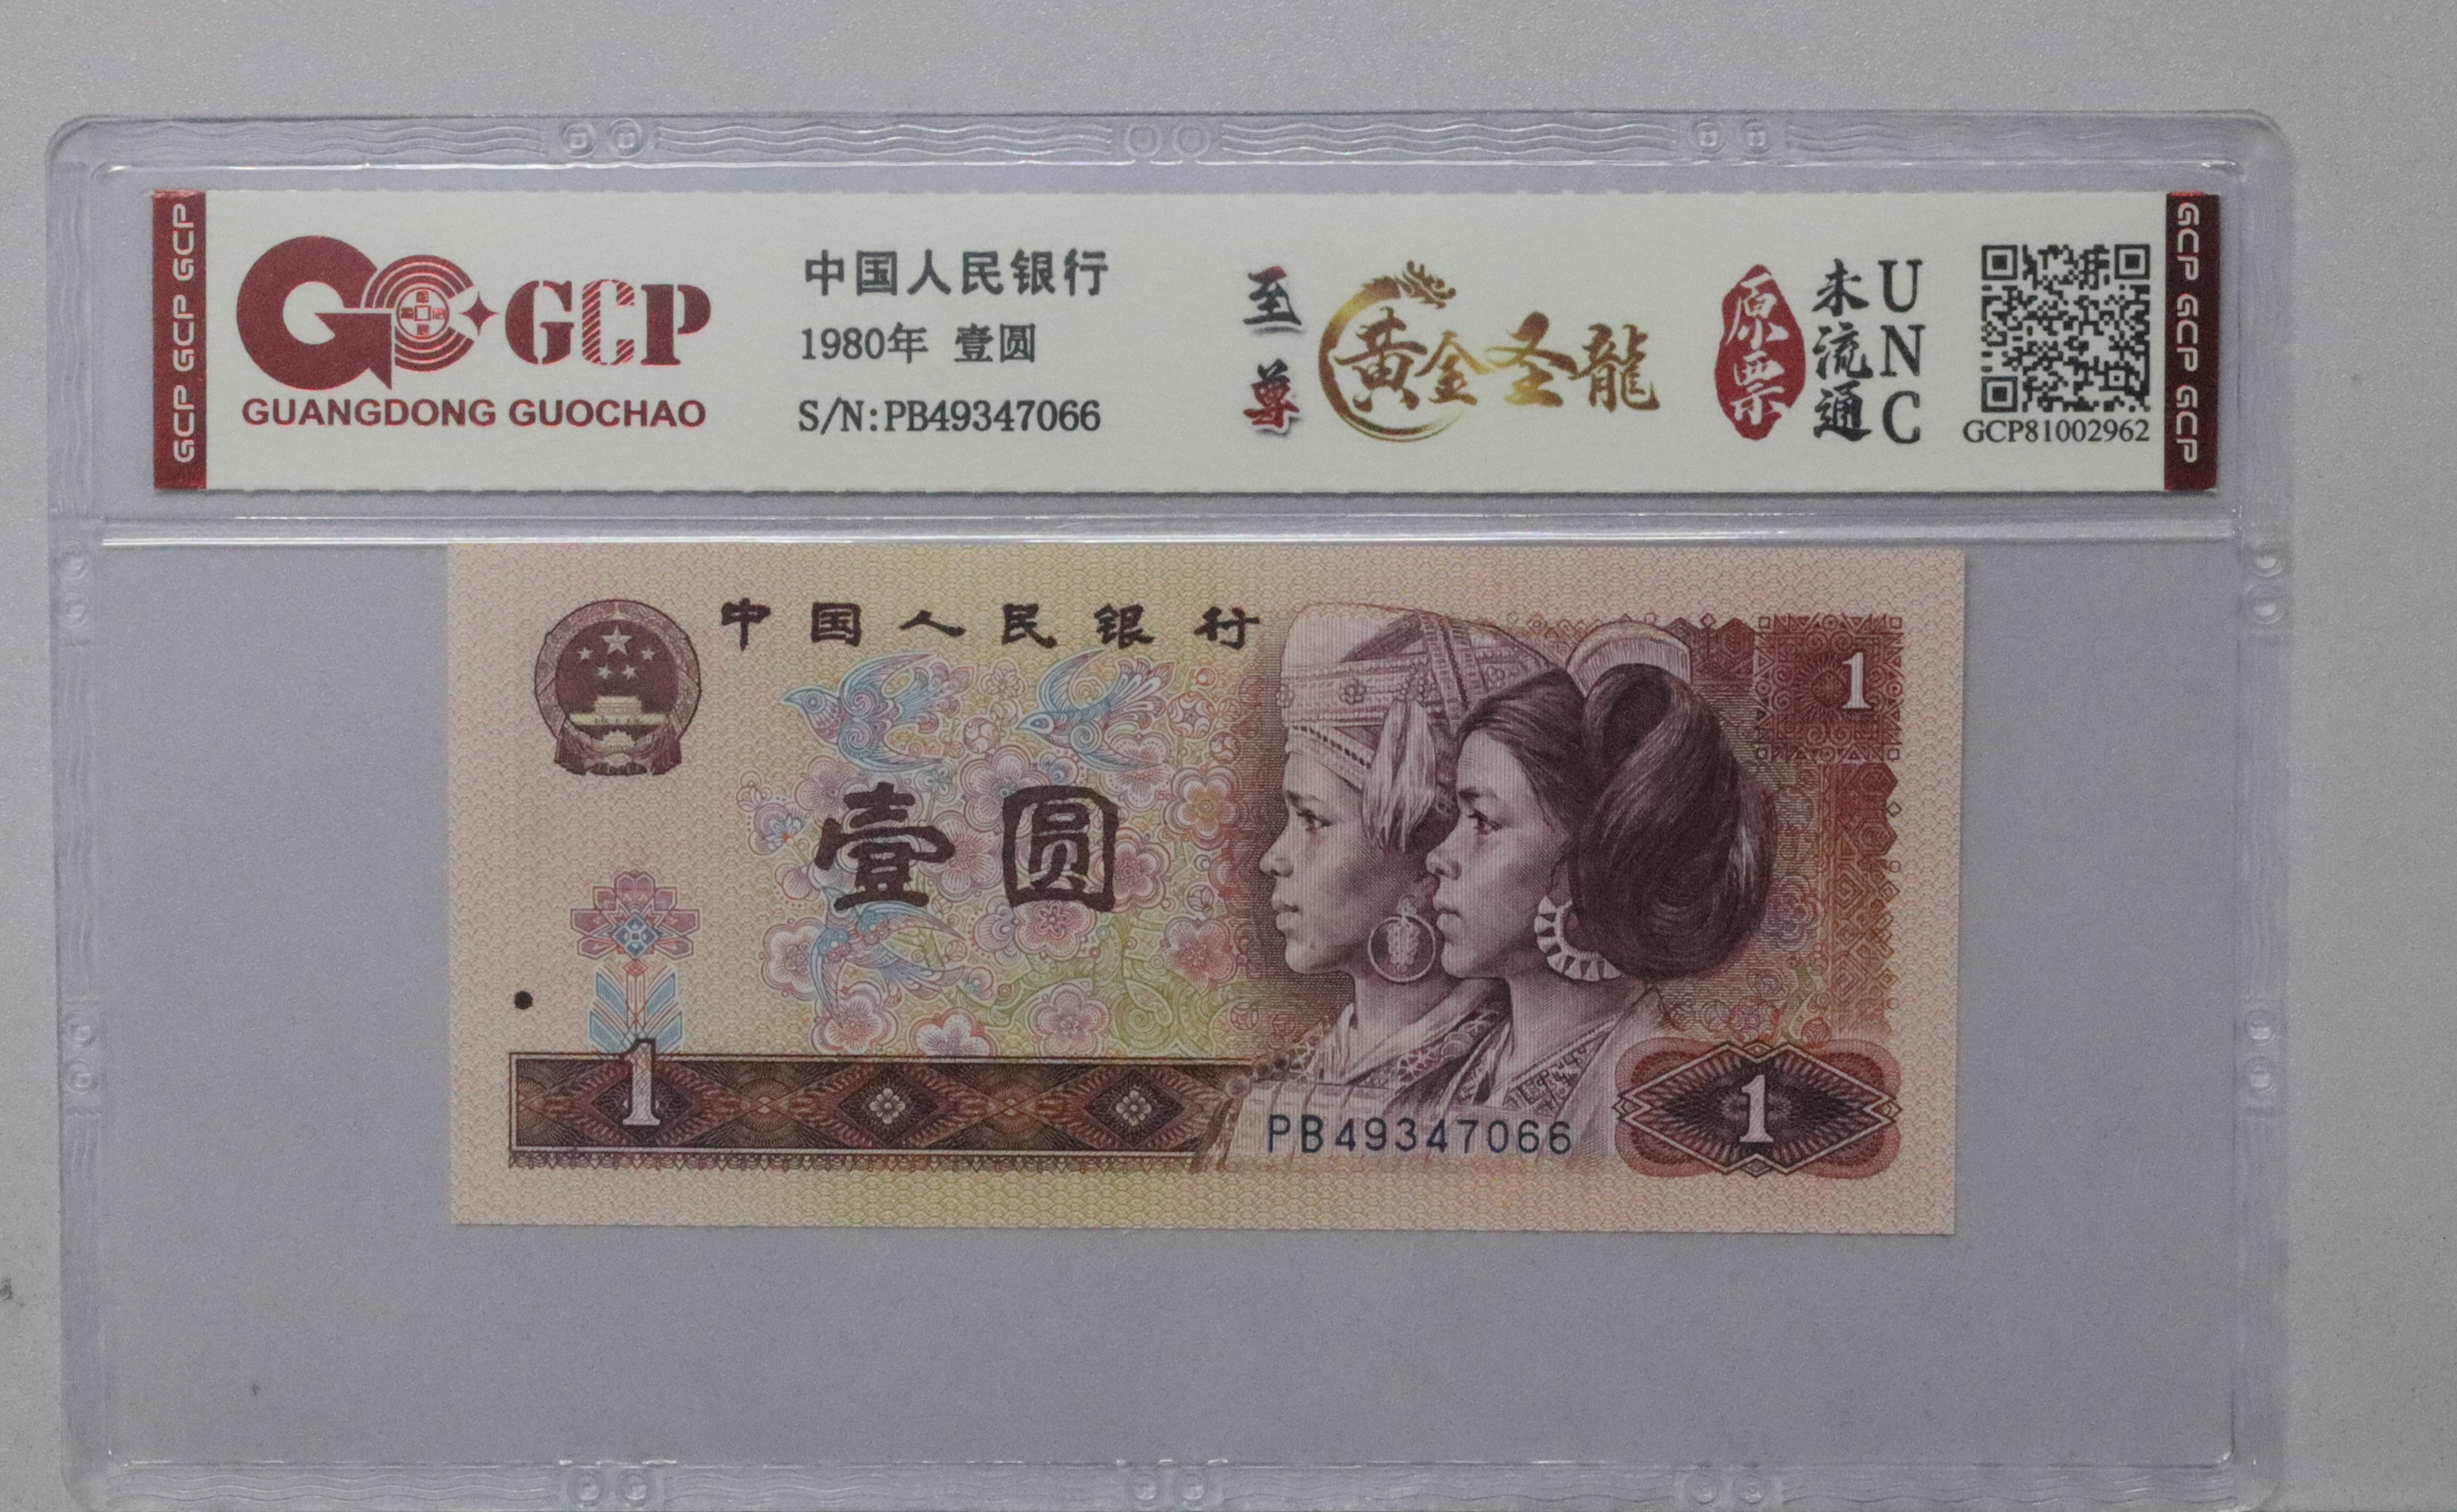 GCP GCP GCP
GCP
GUANGDONG GUOCHAO
中国人民银行
1980年 壹圆
S/N:PB49347066
至尊
黄金圣龍
原票
未流通
UNC
GCP81002962
GCP GCP GCP
中国人民银行
1
壹圆
1
PB49347066
1